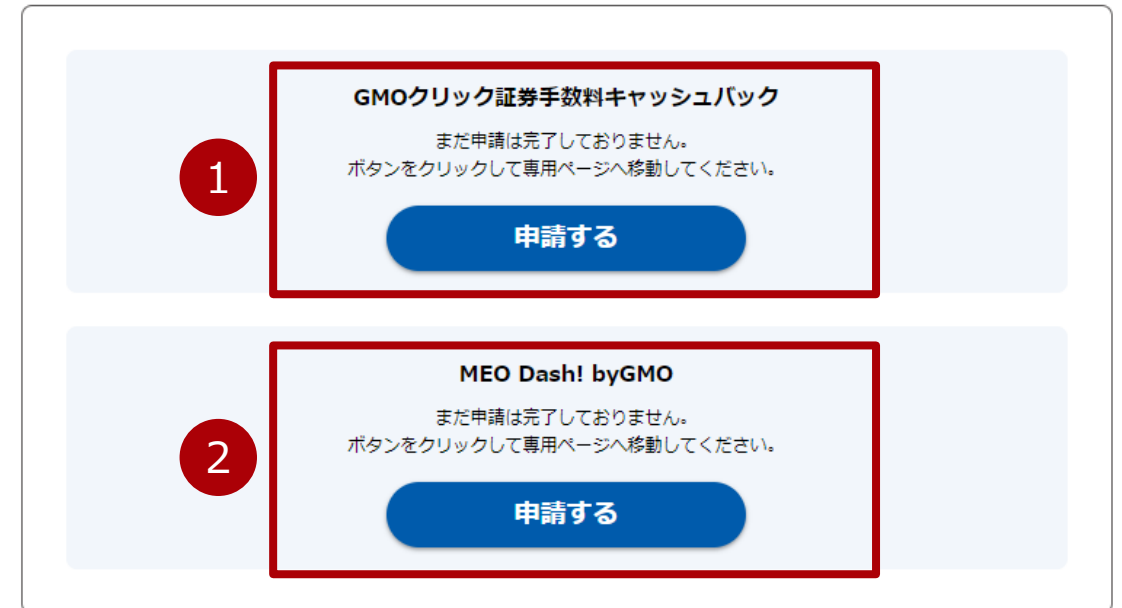 GMOクリック証券手数料キャッシュバック
まだ申請は完了しておりません。
ボタンをクリックして専用ページへ移動してください。
1
申請する
MEO Dash! byGMO
まだ申請は完了しておりません。
ボタンをクリックして専用ページへ移動してください。
2
申請する